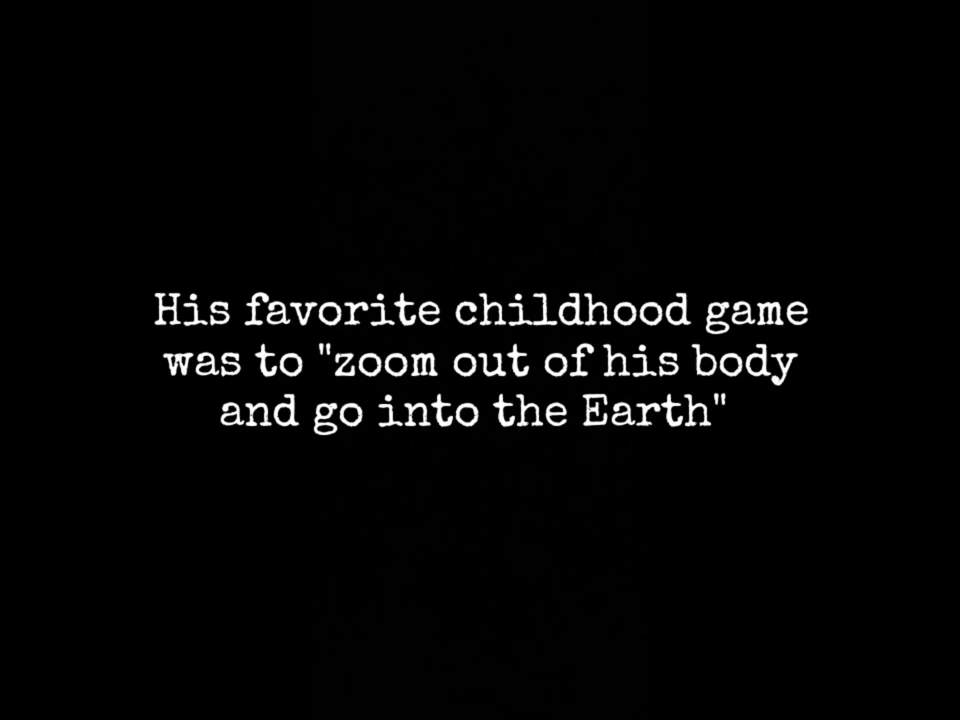 His favorite childhood game
was to "zoom out of his body
and go into the Earth"